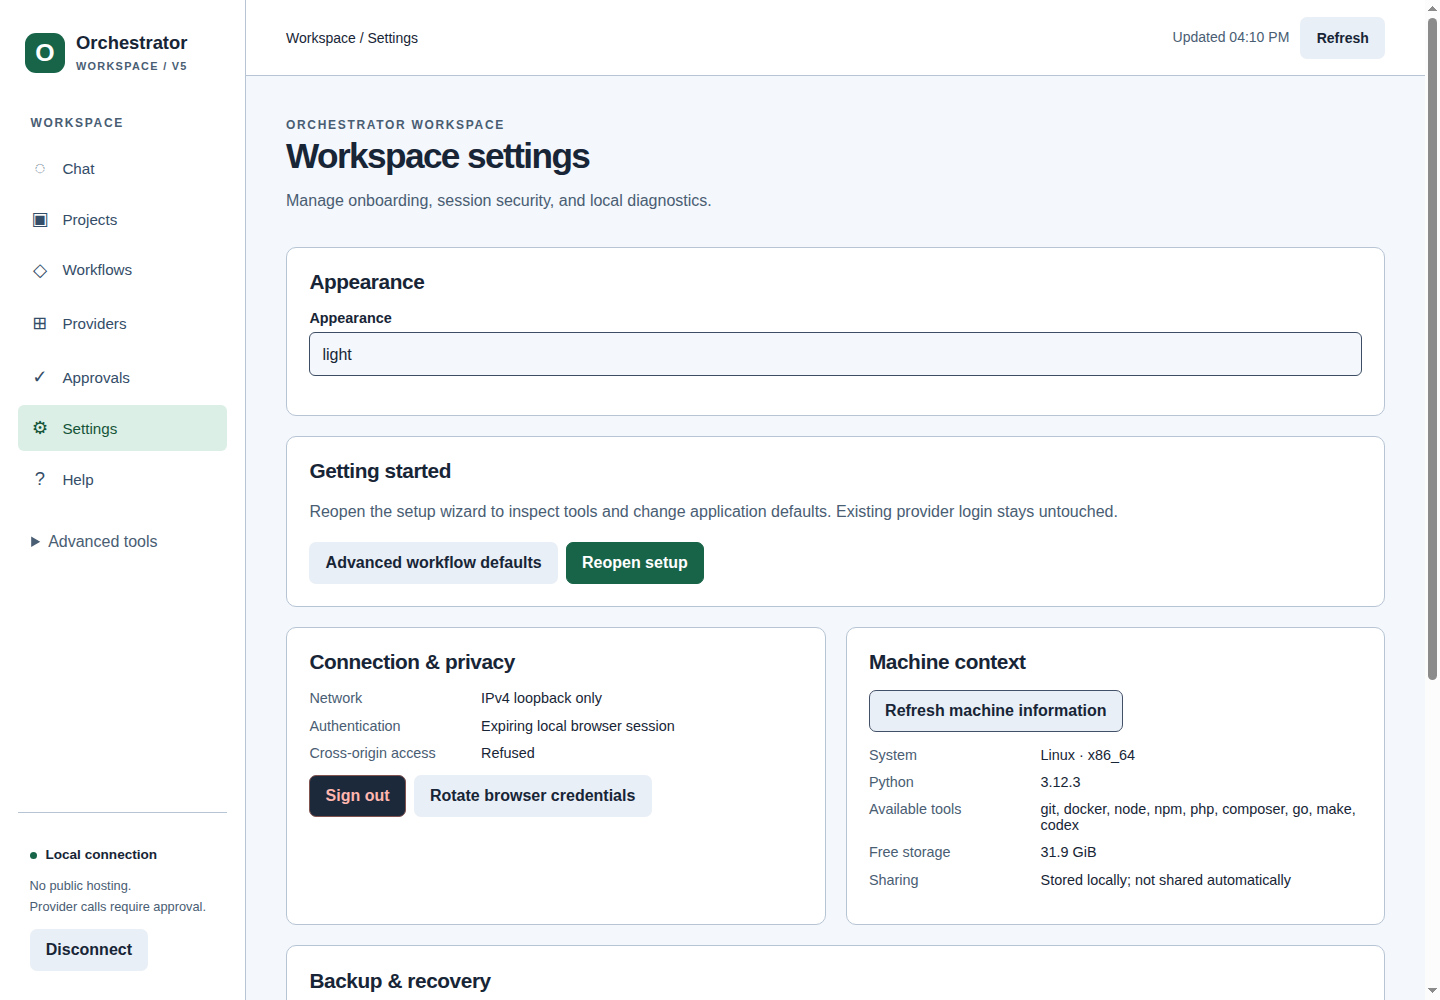 O
Orchestrator
WORKSPACE / V5
WORKSPACE
Chat
Projects
Workflows
Providers
Approvals
Settings
? Help
Advanced tools
Local connection
No public hosting.
Provider calls require approval.
Disconnect
Workspace / Settings
Updated 04:10 PM
Refresh
ORCHESTRATOR WORKSPACE
Workspace settings
Manage onboarding, session security, and local diagnostics.
Appearance
Appearance
light
Getting started
Reopen the setup wizard to inspect tools and change application defaults. Existing provider login stays untouched.
Advanced workflow defaults
Reopen setup
Connection & privacy
Network IPv4 loopback only
Authentication Expiring local browser session
Cross-origin access Refused
Sign out
Rotate browser credentials
Machine context
Refresh machine information
System Linux · x86_64
Python 3.12.3
Available tools git, docker, node, npm, php, composer, go, make,
codex
Free storage 31.9 GiB
Sharing Stored locally; not shared automatically
Backup & recovery